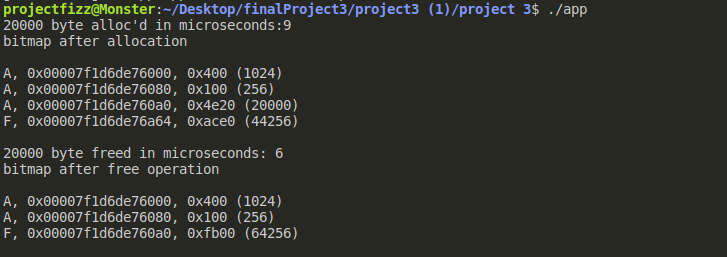 projectfizz@Monster:~/Desktop/finalProject3/project3 (1)/project 3$ ./app
20000 byte alloc'd in microseconds:9
bitmap after allocation
A, 0x00007f1d6de76000, 0x400 (1024)
A, 0x00007f1d6de76080, 0x100 (256)
A, 0x00007f1d6de760a0, 0x4e20 (20000)
F, 0x00007f1d6de76a64, 0xace0 (44256)
20000 byte freed in microseconds: 6
bitmap after free operation
A, 0x00007f1d6de76000, 0x400 (1024)
A, 0x00007f1d6de76080, 0x100 (256)
F, 0x00007f1d6de760a0, 0xfb00 (64256)